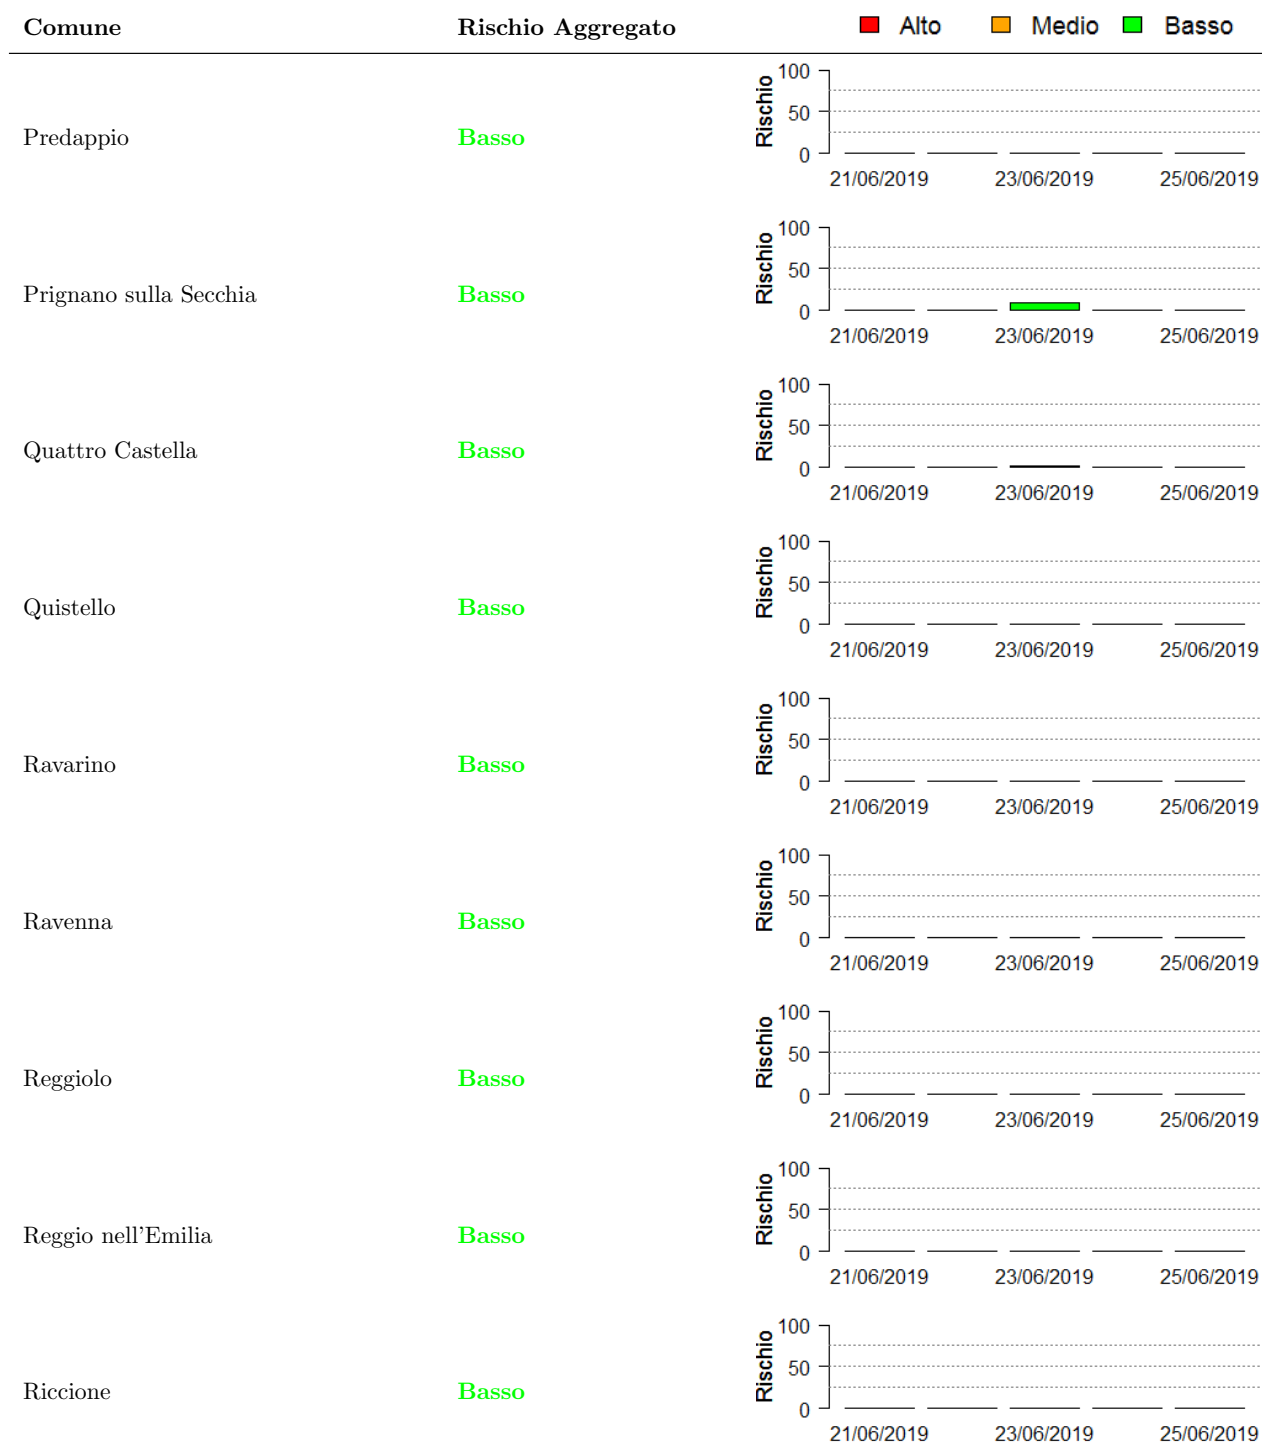 Comune Rischio Aggregato Alto Medio Basso
Predappio Basso Rischio 100 50 0
21/06/2019 23/06/2019 25/06/2019
Prignano sulla Secchia Basso Rischio 100 50 0
21/06/2019 23/06/2019 25/06/2019
Quattro Castella Basso Rischio 100 50 0
21/06/2019 23/06/2019 25/06/2019
Quistello Basso Rischio 100 50 0
21/06/2019 23/06/2019 25/06/2019
Ravarino Basso Rischio 100 50 0
21/06/2019 23/06/2019 25/06/2019
Ravenna Basso Rischio 100 50 0
21/06/2019 23/06/2019 25/06/2019
Reggiolo Basso Rischio 100 50 0
21/06/2019 23/06/2019 25/06/2019
Reggio nell'Emilia Basso Rischio 100 50 0
21/06/2019 23/06/2019 25/06/2019
Riccione Basso Rischio 100 50 0
21/06/2019 23/06/2019 25/06/2019